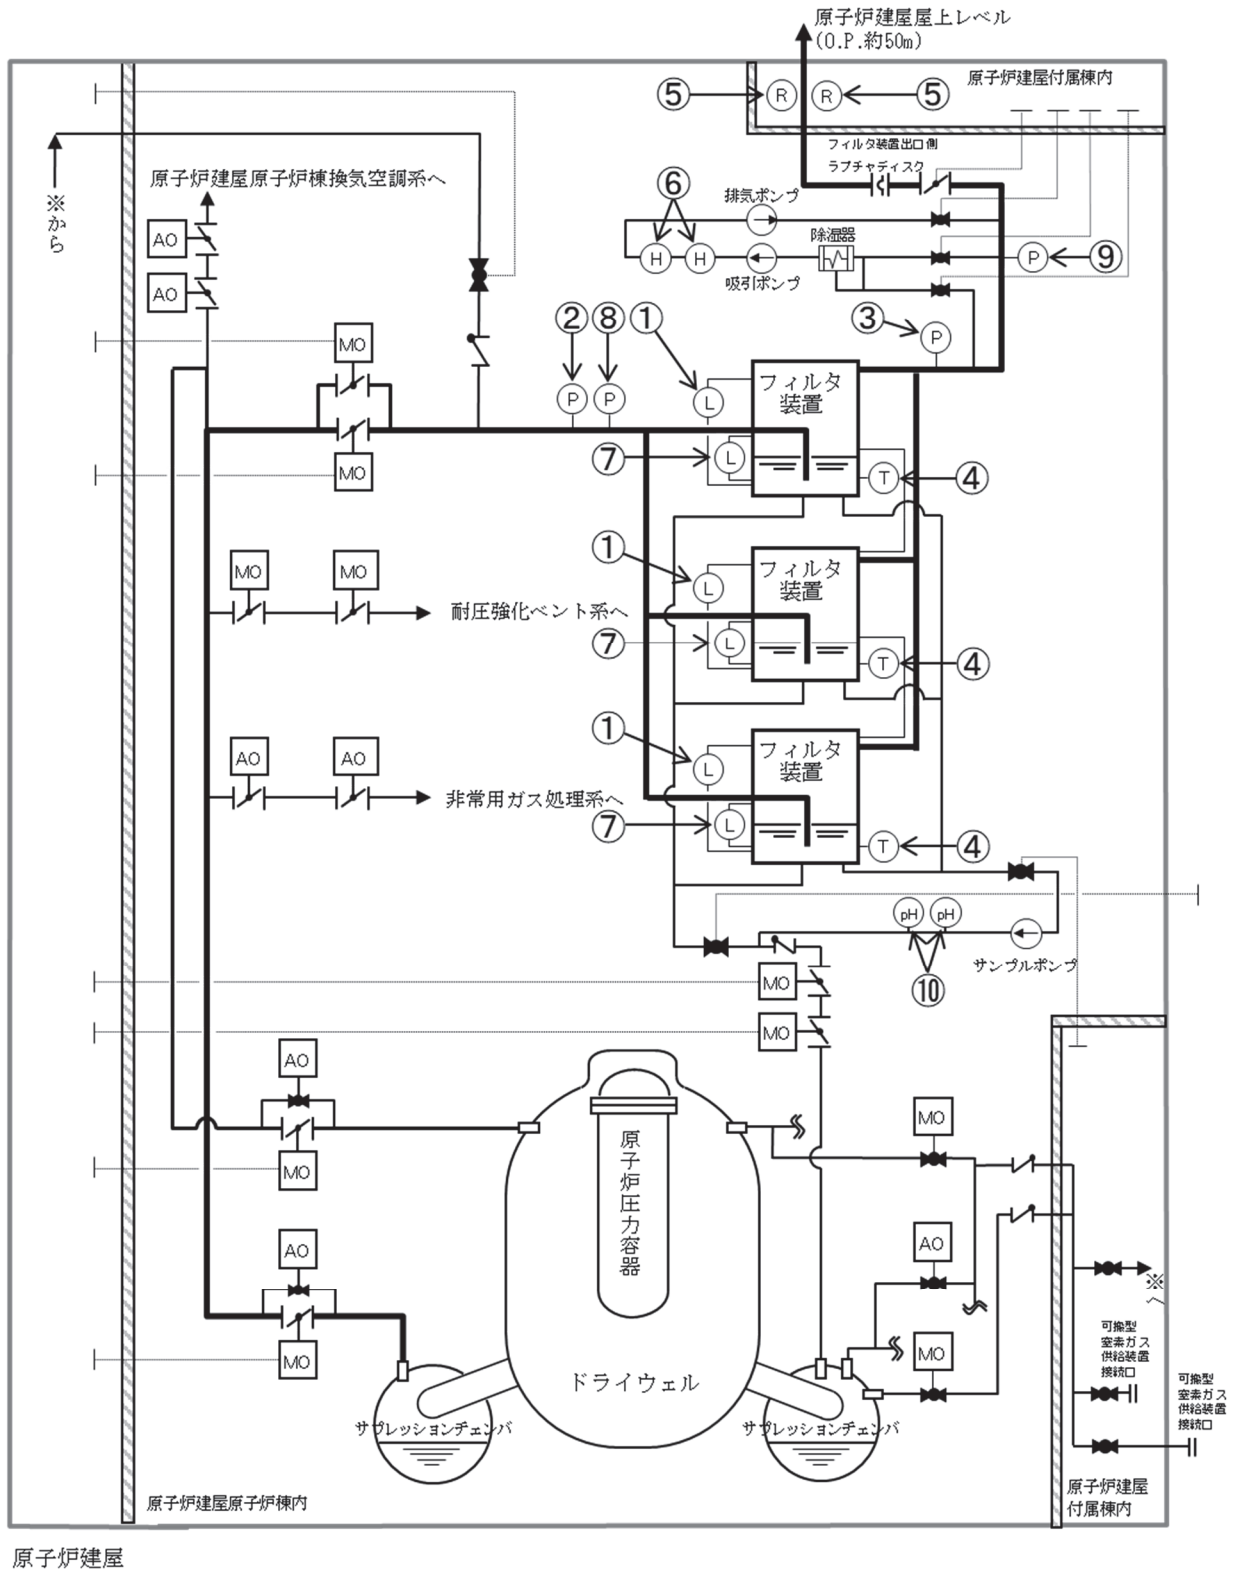 原子炉建屋屋上レベル
(O.P.約50m)
原子炉建屋付属棟内
⑤
R
R
⑤
フィルタ装置出口側
ラプチャディスク
※から
原子炉建屋原子炉棟換気空調系へ
AO
AO
⑥
排気ポンプ
除湿器
H
H
吸引ポンプ
P
⑨
②
⑧
①
③
P
MO
P
P
L
フィルタ
装置
MO
⑦
L
T
④
①
L
フィルタ
装置
MO
MO
耐圧強化ベント系へ
⑦
L
T
④
①
L
フィルタ
装置
AO
AO
非常用ガス処理系へ
⑦
L
T
④
pH
pH
サンプルポンプ
⑩
MO
MO
AO
MO
原子炉圧力容器
MO
AO
MO
AO
MO
ドライウェル
サプレッションチェンバ
サプレッションチェンバ
※へ
可搬型
窒素ガス
供給装置
接続口
可搬型
窒素ガス
供給装置
接続口
原子炉建屋原子炉棟内
原子炉建屋
付属棟内
原子炉建屋